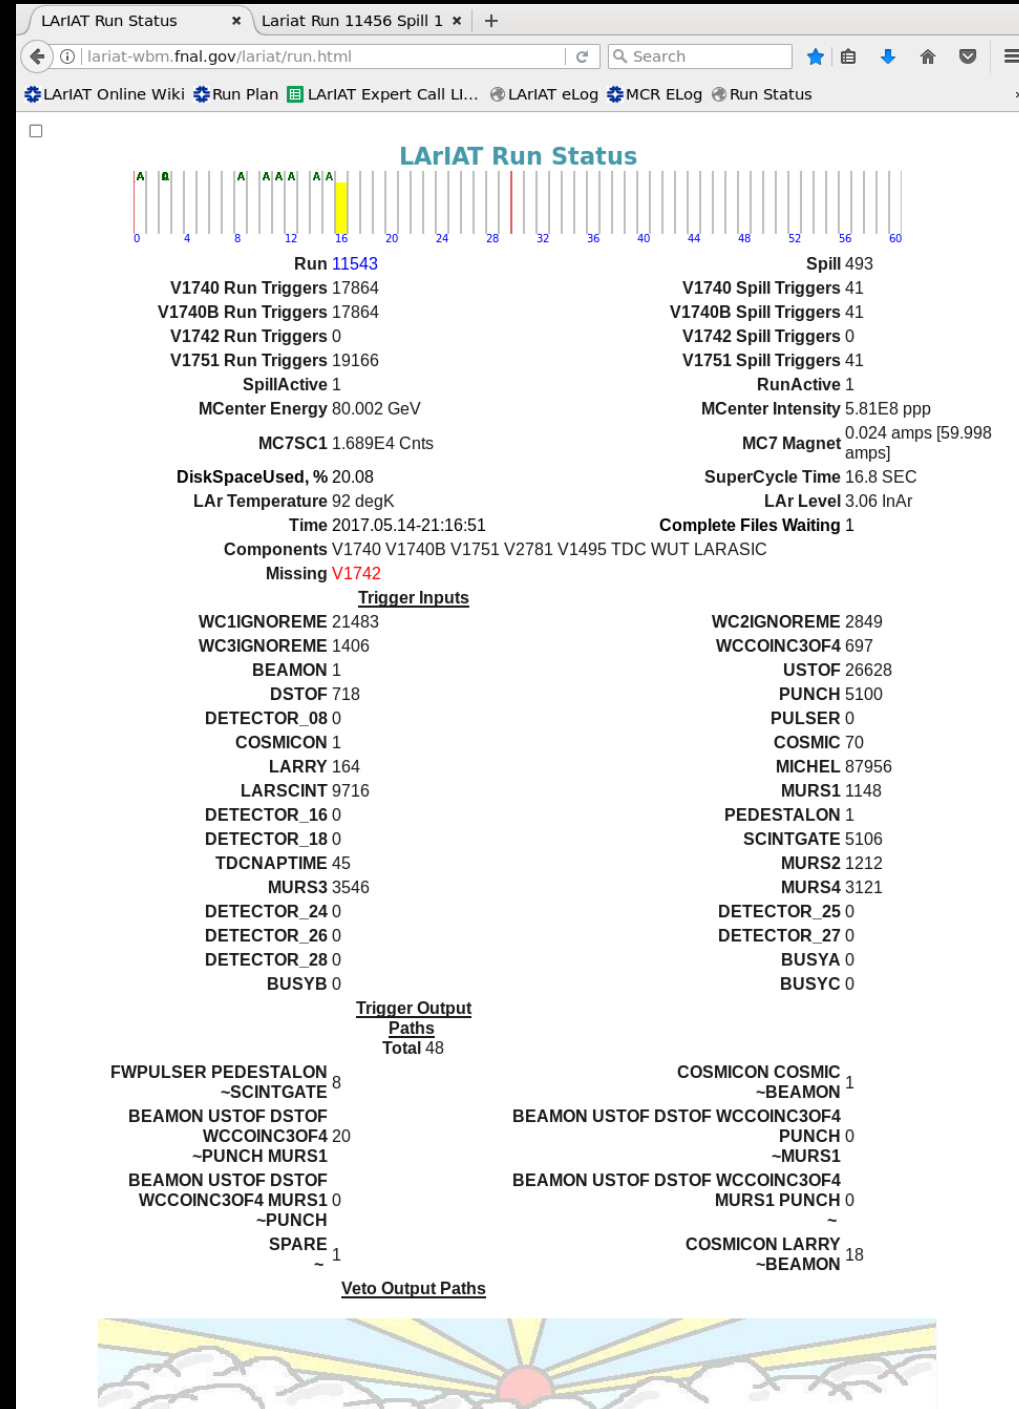 LArIAT Run Status × Lariat Run 11456 Spill 1 × +
lariat-wbm.fnal.gov/lariat/run.html Search
LArIAT Online Wiki Run Plan LArIAT Expert Call LI... LArIAT eLog MCR ELog Run Status
LArIAT Run Status
A A A A A A A
0 4 8 12 16 20 24 28 32 36 40 44 48 52 56 60
Run 11543 Spill 493
V1740 Run Triggers 17864 V1740 Spill Triggers 41
V1740B Run Triggers 17864 V1740B Spill Triggers 41
V1742 Run Triggers 0 V1742 Spill Triggers 0
V1751 Run Triggers 19166 V1751 Spill Triggers 41
SpillActive 1 RunActive 1
MCenter Energy 80.002 GeV MCenter Intensity 5.81E8 ppp
MC7SC1 1.689E4 Cnts MC7 Magnet 0.024 amps [59.998
amps]
DiskSpaceUsed, % 20.08 SuperCycle Time 16.8 SEC
LAr Temperature 92 degK LAr Level 3.06 InAr
Time 2017.05.14-21:16:51 Complete Files Waiting 1
Components V1740 V1740B V1751 V2781 V1495 TDC WUT LARASIC
Missing V1742
Trigger Inputs
WC1IGNOREME 21483 WC2IGNOREME 2849
WC3IGNOREME 1406 WCCOINC3OF4 697
BEAMON 1 USTOF 26628
DSTOF 718 PUNCH 5100
DETECTOR_08 0 PULSER 0
COSMICON 1 COSMIC 70
LARRY 164 MICHEL 87956
LARSCINT 9716 MURS1 1148
DETECTOR_16 0 PEDESTALON 1
DETECTOR_18 0 SCINTGATE 5106
TDCNAPTIME 45 MURS2 1212
MURS3 3546 MURS4 3121
DETECTOR_24 0 DETECTOR_25 0
DETECTOR_26 0 DETECTOR_27 0
DETECTOR_28 0 BUSYA 0
BUSYB 0 BUSYC 0
Trigger Output
Paths
Total 48
FWPULSER PEDESTALON
~SCINTGATE 8
COSMICON COSMIC
~BEAMON 1
BEAMON USTOF DSTOF
WCCOINC3OF4 20
~PUNCH MURS1
BEAMON USTOF DSTOF WCCOINC3OF4
PUNCH 0
~MURS1
BEAMON USTOF DSTOF
WCCOINC3OF4 MURS1 0
~PUNCH
BEAMON USTOF DSTOF WCCOINC3OF4
MURS1 PUNCH 0
~
SPARE
~ 1
COSMICON LARRY
~BEAMON 18
Veto Output Paths